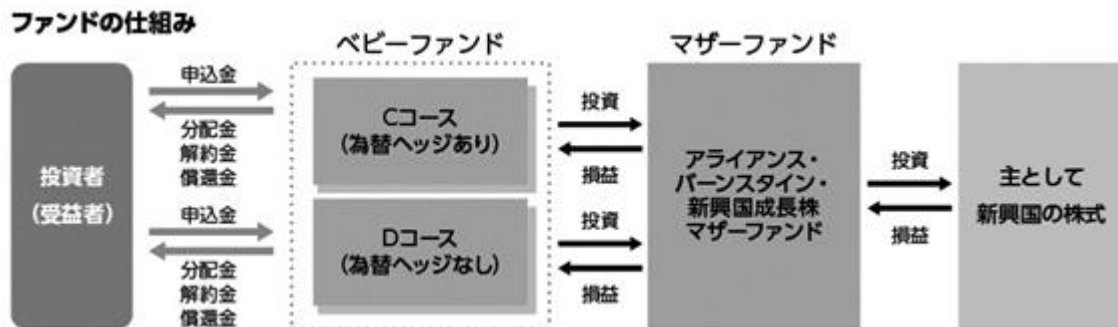 ファンドの仕組み
ベビーファンド
マザーファンド
投資者
(受益者)
申込金
分配金
解約金
償還金
申込金
分配金
解約金
償還金
Cコース
(為替ヘッジあり)
Dコース
(為替ヘッジなし)
投資
損益
投資
損益
アライアンス・
バーンスタイン・
新興国成長株
マザーファンド
投資
損益
主として
新興国の株式